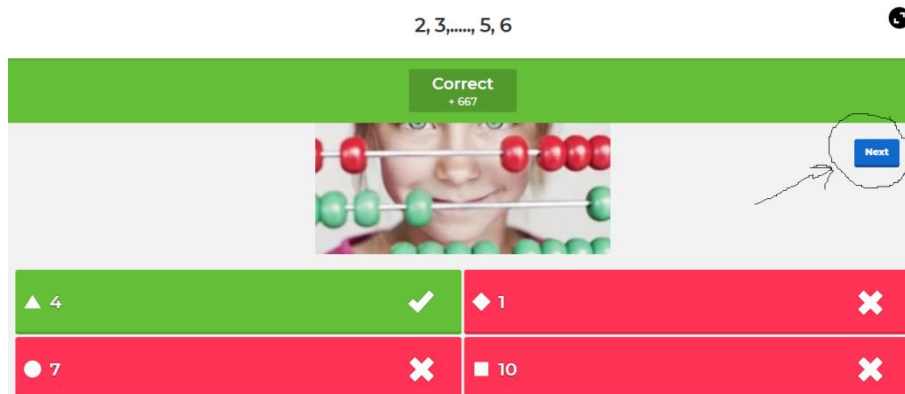 2, 3,....., 5, 6
Correct
+ 667
Next
4
1
7
10